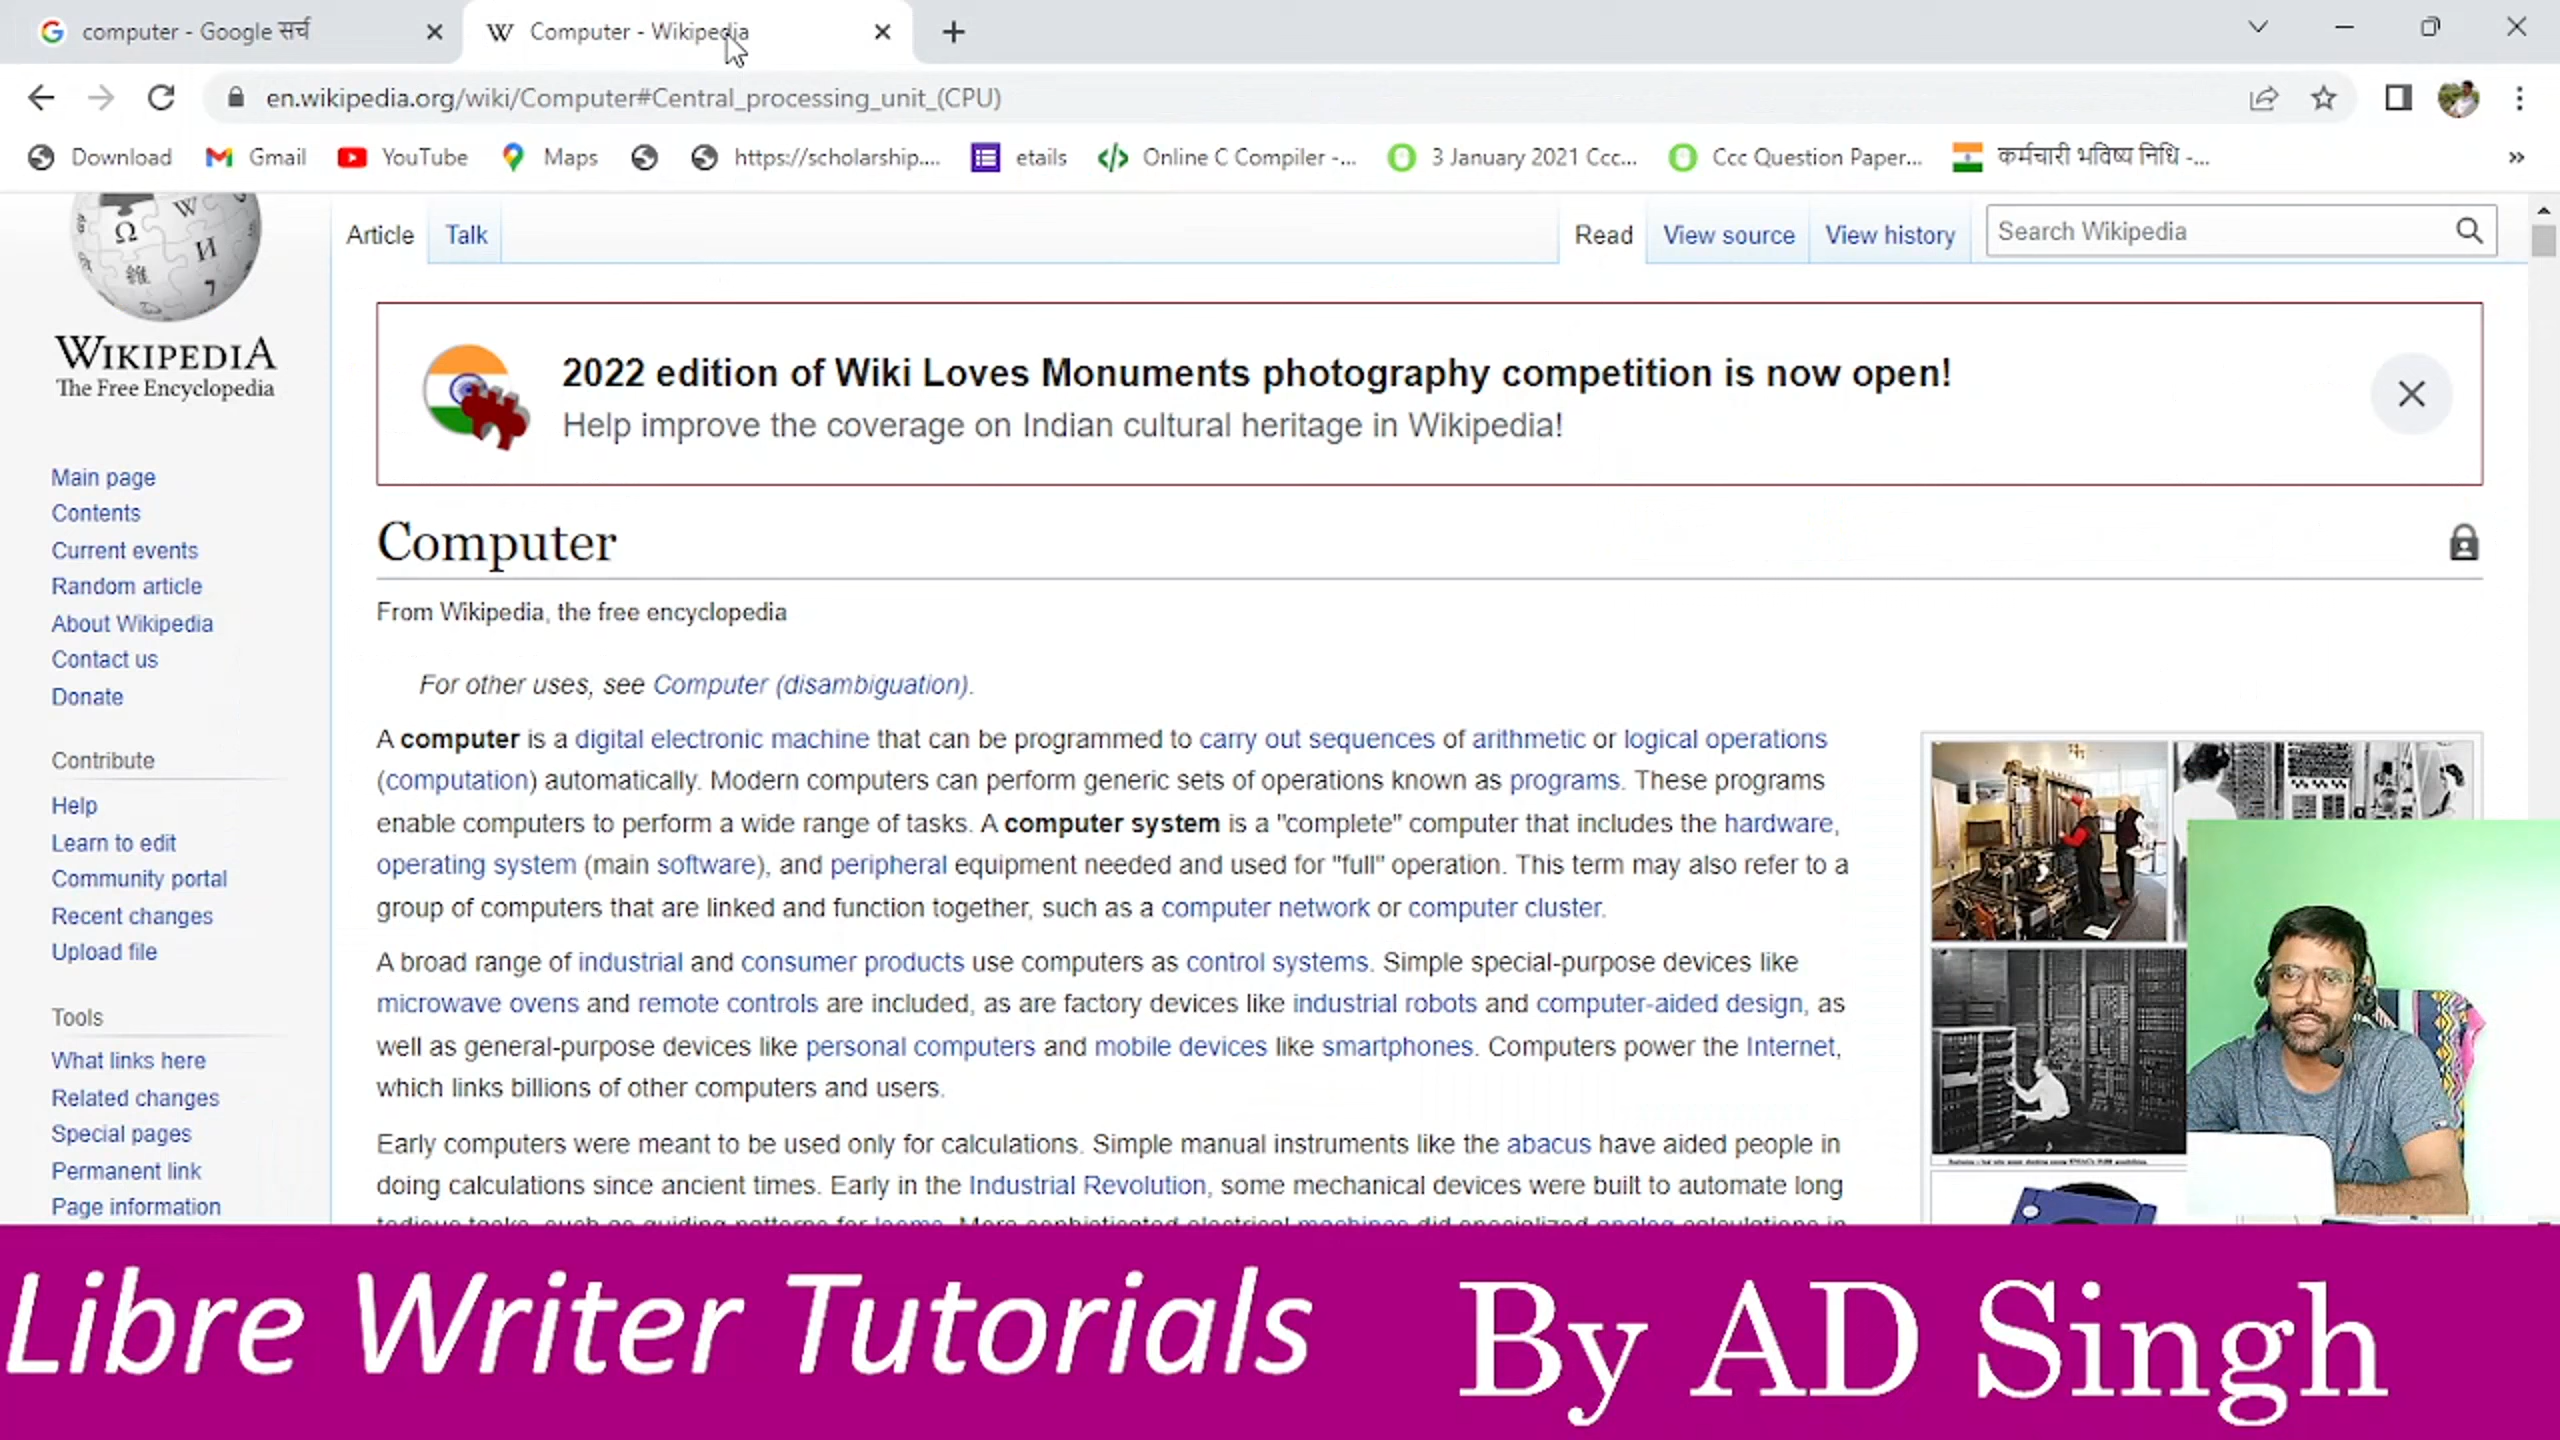 computer - Google सर्च
Computer - Wikipedia
en.wikipedia.org/wiki/Computer#Central_processing_unit_(CPU)
Download Gmail YouTube Maps https://scholarship.... etails Online C Compiler -... 3 January 2021 Ccc... Ccc Question Paper... कर्मचारी भविष्य निधि -... »
Article Talk Read View source View history Search Wikipedia
WIKIPEDIA
The Free Encyclopedia
Main page
Contents
Current events
Random article
About Wikipedia
Contact us
Donate
Contribute
Help
Learn to edit
Community portal
Recent changes
Upload file
Tools
What links here
Related changes
Special pages
Permanent link
Page information
2022 edition of Wiki Loves Monuments photography competition is now open!
Help improve the coverage on Indian cultural heritage in Wikipedia!
Computer
From Wikipedia, the free encyclopedia
For other uses, see Computer (disambiguation).
A computer is a digital electronic machine that can be programmed to carry out sequences of arithmetic or logical operations
(computation) automatically. Modern computers can perform generic sets of operations known as programs. These programs
enable computers to perform a wide range of tasks. A computer system is a "complete" computer that includes the hardware,
operating system (main software), and peripheral equipment needed and used for "full" operation. This term may also refer to a
group of computers that are linked and function together, such as a computer network or computer cluster.
A broad range of industrial and consumer products use computers as control systems. Simple special-purpose devices like
microwave ovens and remote controls are included, as are factory devices like industrial robots and computer-aided design, as
well as general-purpose devices like personal computers and mobile devices like smartphones. Computers power the Internet,
which links billions of other computers and users.
Early computers were meant to be used only for calculations. Simple manual instruments like the abacus have aided people in
doing calculations since ancient times. Early in the Industrial Revolution, some mechanical devices were built to automate long
Libre Writer Tutorials By AD Singh